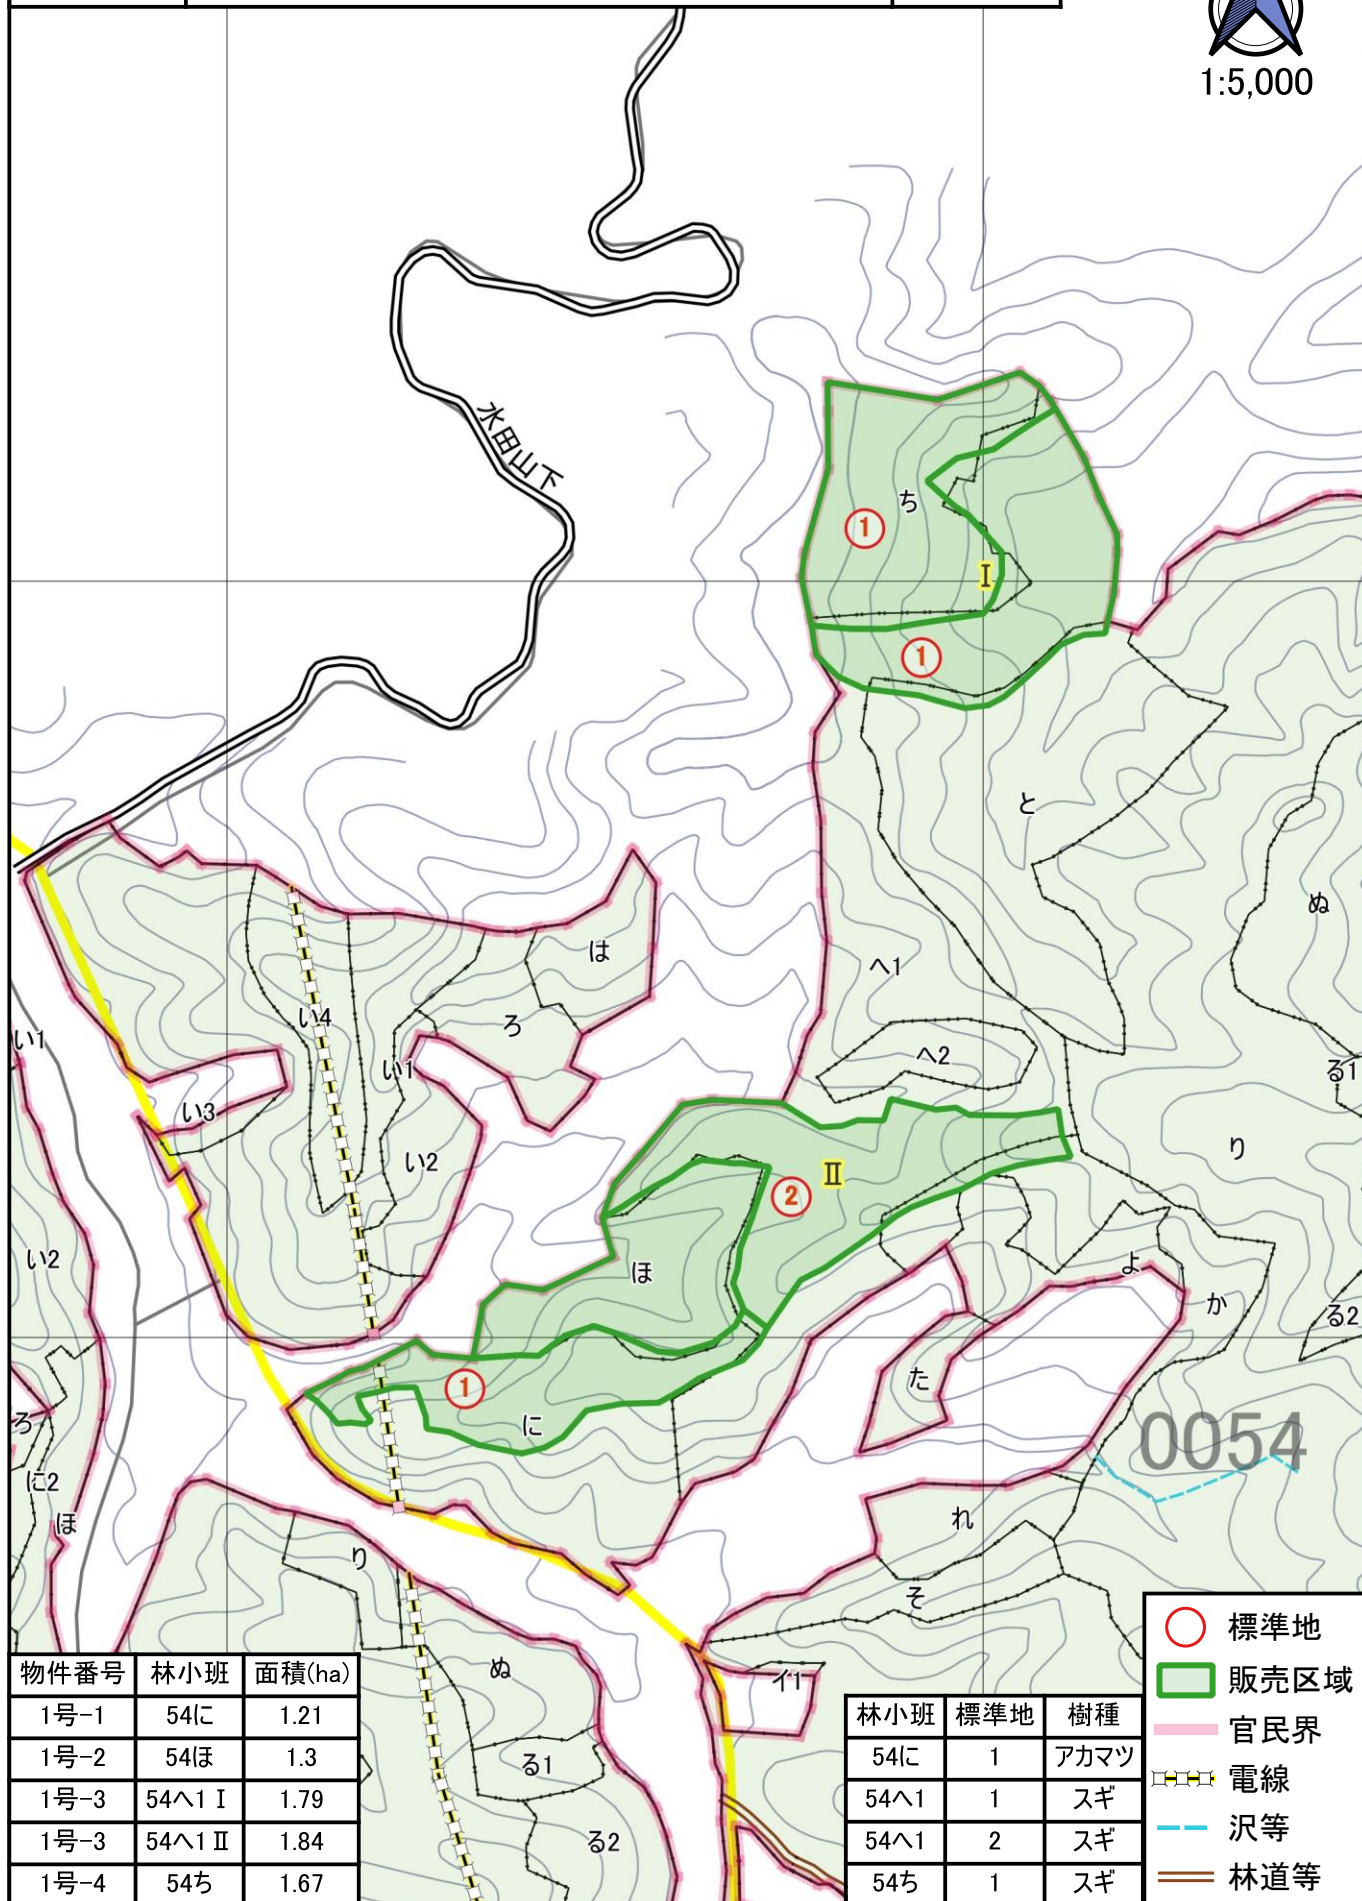 1:5,000
水田山下
ち
1
I
1
と
ぬ
は
へ1
ろ
い4
い1
い1
へ2
る1
い3
り
い2
II
2
い2
ほ
よ
か
る2
た
1
に
0054
ろ
に2
ほ
れ
り
そ
ぬ
イ1
る1
る2
物件番号 林小班 面積(ha)
1号-1 54に 1.21
1号-2 54ほ 1.3
1号-3 54へ1 I 1.79
1号-3 54へ1 II 1.84
1号-4 54ち 1.67
林小班 標準地 樹種
54に 1 アカマツ
54へ1 1 スギ
54へ1 2 スギ
54ち 1 スギ
標準地
販売区域
官民界
電線
沢等
林道等